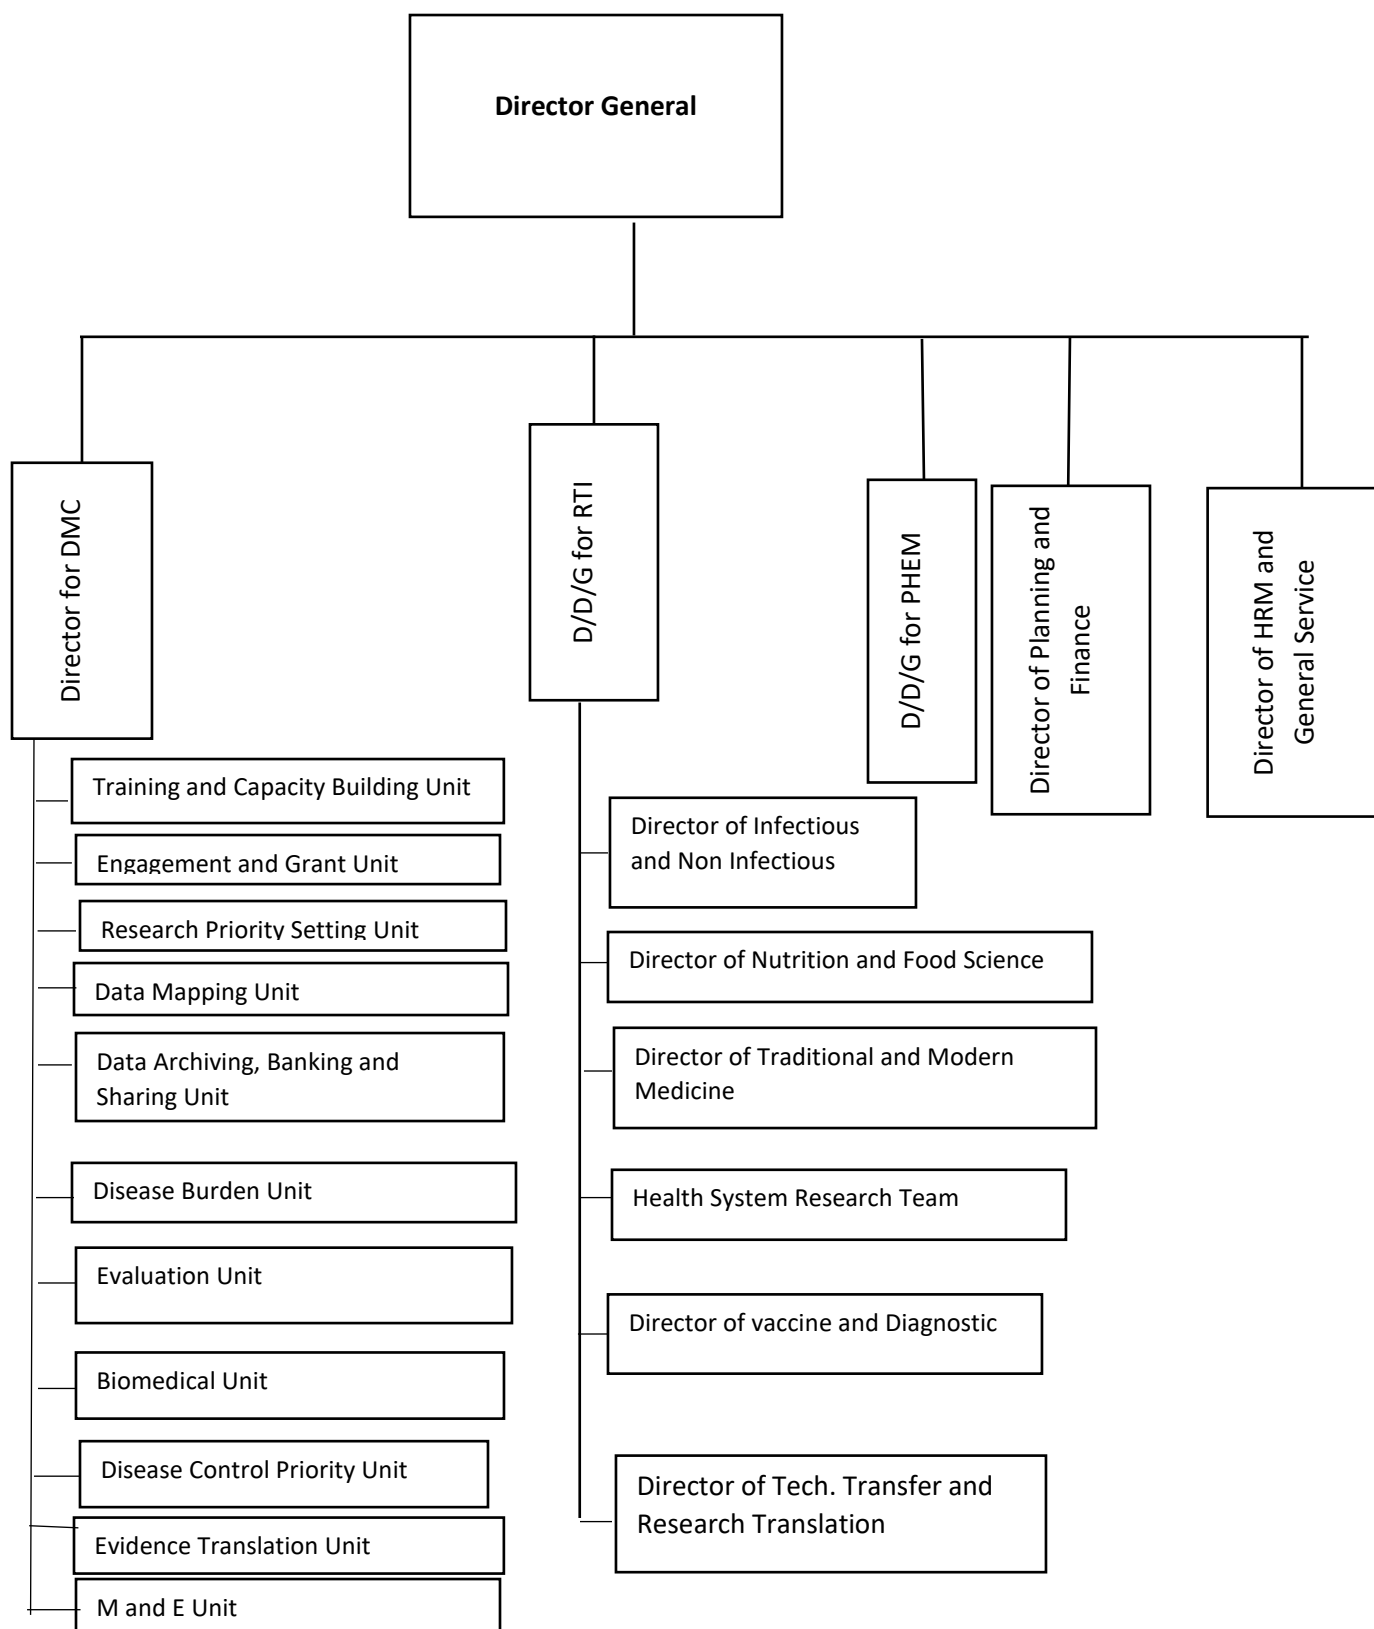 Director General
Director for DMC
D/D/G for RTI
D/D/G for PHEM
Director of Planning and
Finance
Director of HRM and
General Service
Training and Capacity Building Unit
Engagement and Grant Unit
Research Priority Setting Unit
Data Mapping Unit
Data Archiving, Banking and
Sharing Unit
Disease Burden Unit
Evaluation Unit
Biomedical Unit
Disease Control Priority Unit
Evidence Translation Unit
M and E Unit
Director of Infectious
and Non Infectious
Director of Nutrition and Food Science
Director of Traditional and Modern
Medicine
Health System Research Team
Director of vaccine and Diagnostic
Director of Tech. Transfer and
Research Translation